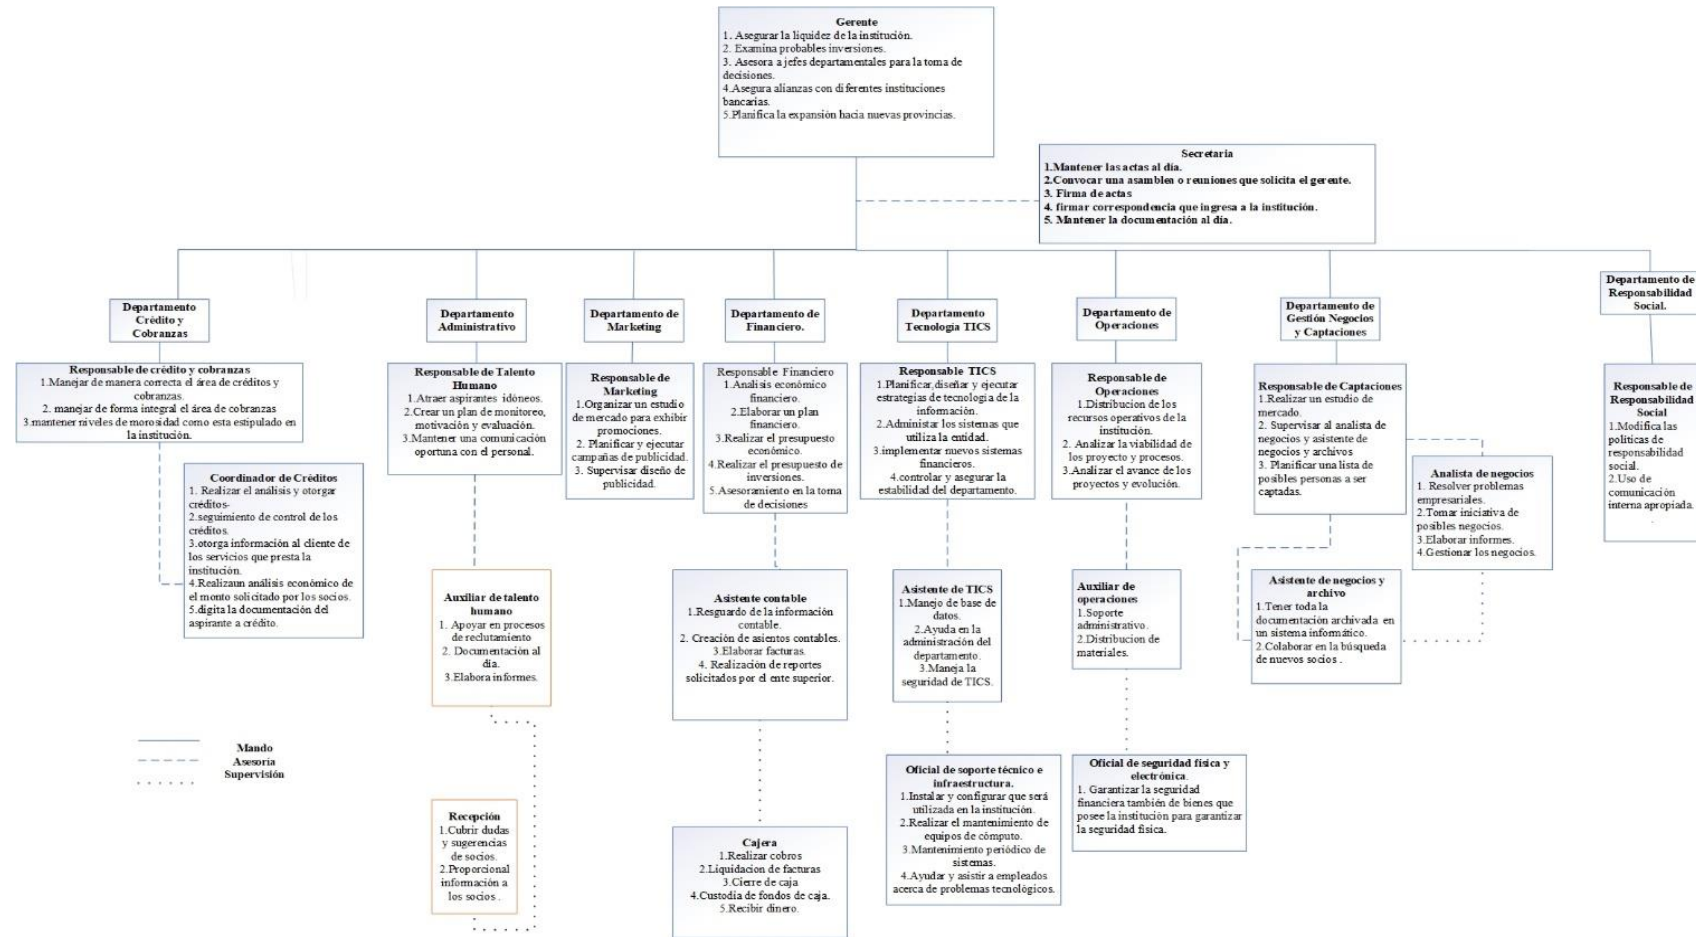 Gerente
1. Asegurar la liquidez de la institución.
2. Examina probables inversiones.
3. Asesora a jefes departamentales para la toma de
decisiones.
4.Asegura alianzas con diferentes instituciones
bancarias.
5.Planifica la expansión hacia nuevas provincias.
Secretaria
1.Mantener las actas al día.
2.Convocar una asamblea o reuniones que solicita el gerente.
3. Firma de actas
4. firmar correspondencia que ingresa a la institución.
5. Mantener la documentación al día.
Departamento
Crédito y
Cobranzas
Departamento
Administrativo
Departamento de
Marketing
Departamento de
Financiero.
Departamento
Tecnología TICS
Departamento de
Operaciones
Departamento de
Gestión Negocios
y Captaciones
Departamento de
Responsabilidad
Social.
Responsable de crédito y cobranzas
1.Manejar de manera correcta el área de créditos y
cobranzas.
2. manejar de forma integral el área de cobranzas
3.mantener niveles de morosidad como esta estipulado en
la institución.
Coordinador de Créditos
1. Realizar el análisis y otorgar
créditos-
2.seguimiento de control de los
créditos.
3.otorga información al cliente de
los servicios que presta la
institución.
4.Realizaun análisis económico de
el monto solicitado por los socios.
5.digita la documentación del
aspirante a crédito.
Responsable de Talento
Humano
1.Atraer aspirantes idóneos.
2.Crear un plan de monitoreo,
motivación y evaluación.
3.Mantener una comunicación
oportuna con el personal.
Auxiliar de talento
humano
1. Apoyar en procesos
de reclutamiento
2. Documentación al
día.
3.Elabora informes.
Recepción
1.Cubrir dudas
y sugerencias
de socios.
2.Proporcional
información a
los socios .
Responsable de
Marketing
1.Organizar un estudio
de mercado para exhibir
promociones.
2. Planificar y ejecutar
campañas de publicidad.
3. Supervisar diseño de
publicidad.
Responsable Financiero
1.Analisis económico
financiero.
2.Elaborar un plan
financiero.
3.Realizar el presupuesto
económico.
4.Realizar el presupuesto de
inversiones.
5.Asesoramiento en la toma
de decisiones
Asistente contable
1.Resguardo de la información
contable.
2. Creación de asientos contables.
3.Elaborar facturas.
4. Realización de reportes
solicitados por el ente superior.
Cajera
1.Realizar cobros
2.Liquidacion de facturas
3.Cierre de caja
4.Custodia de fondos de caja.
5.Recibir dinero.
Responsable TICS
1.Planificar,diseñar y ejecutar
estrategias de tecnología de la
información.
2.Administar los sistemas que
utiliza la entidad.
3.implementar nuevos sistemas
financieros.
4.controlar y asegurar la
estabilidad del departamento.
Asistente de TICS
1.Manejo de base de
datos.
2.Ayuda en la
administración del
departamento.
3.Maneja la
seguridad de TICS.
Oficial de soporte técnico e
infraestructura.
1.Instalar y configurar que será
utilizada en la institución.
2.Realizar el mantenimiento de
equipos de cómputo.
3.Mantenimiento periódico de
sistemas.
4.Ayudar y asistir a empleados
acerca de problemas tecnológicos.
Responsable de
Operaciones
1.Distribucion de los
recursos operativos de la
institución.
2. Analizar la viabilidad de
los proyecto y procesos.
3.Analizar el avance de los
proyectos y evolución.
Auxiliar de
operaciones
1.Soporte
administrativo.
2.Distribucion de
materiales.
Oficial de seguridad física y
electrónica.
1. Garantizar la seguridad
financiera también de bienes que
posee la institución para garantizar
la seguridad física.
Responsable de Captaciones
1.Realizar un estudio de
mercado.
2. Supervisar al analista de
negocios y asistente de
negocios y archivos
3. Planificar una lista de
posibles personas a ser
captadas.
Analista de negocios
1. Resolver problemas
empresariales.
2.Tomar iniciativa de
posibles negocios.
3.Elaborar informes.
4.Gestionar los negocios.
Asistente de negocios y
archivo
1.Tener toda la
documentación archivada en
un sistema informático.
2.Colaborar en la búsqueda
de nuevos socios .
Responsable de
Responsabilidad
Social
1.Modifica las
políticas de
responsabilidad
social.
2.Uso de
comunicación
interna apropiada.
Mando
Asesoría
Supervisión